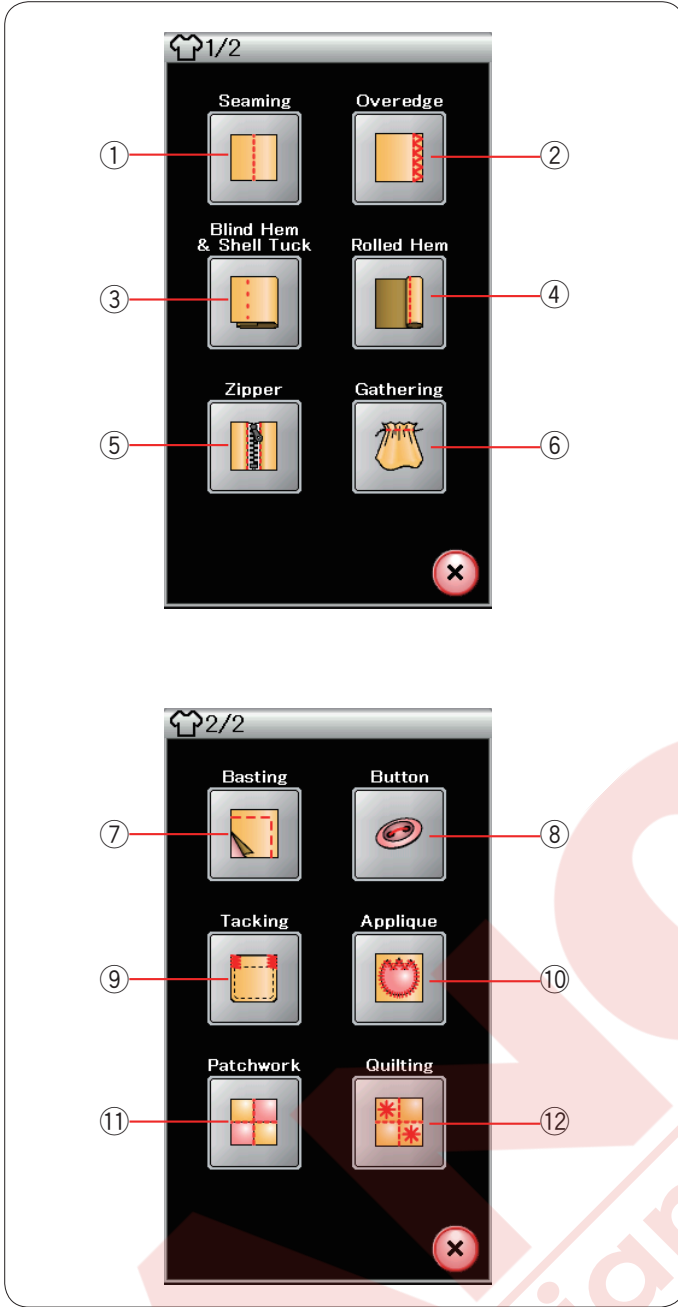 1/2
Seaming Overedge
① ②
Blind Hem
& Shell Tuck Rolled Hem
③ ④
Zipper Gathering
⑤ ⑥
2/2
Basting Button
⑦ ⑧
Tacking Applique
⑨ ⑩
Patchwork Quilting
⑪ ⑫